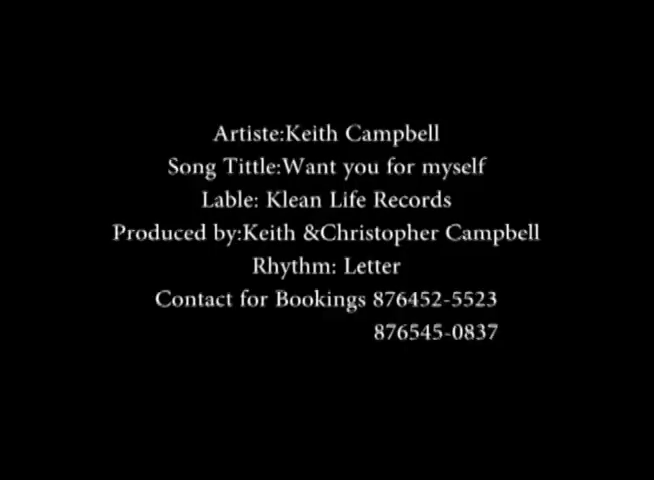 Artiste:Keith Campbell
Song Tittle:Want you for myself
Lable: Klean Life Records
Produced by:Keith &Christopher Campbell
Rhythm: Letter
Contact for Bookings 876452-5523
876545-0837